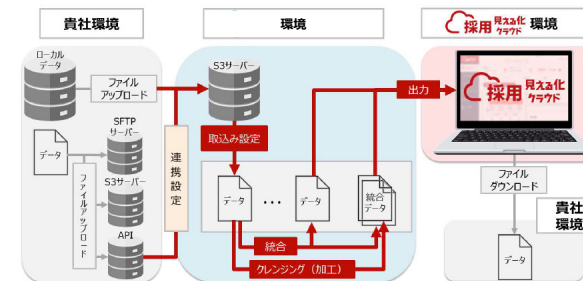 貴社環境
ローカル
データ
ファイル
アップロード
SFTP
サーバー
データ
S3サーバー
ファイルアップロード
API
連携設定
環境
S3サーバー
取込み設定
データ
…
データ
統合
データ
統合
クレンジング（加工）
出力
採用見える化クラウド 環境
採用見える化クラウド
ファイル
ダウンロード
貴社
環境
データ